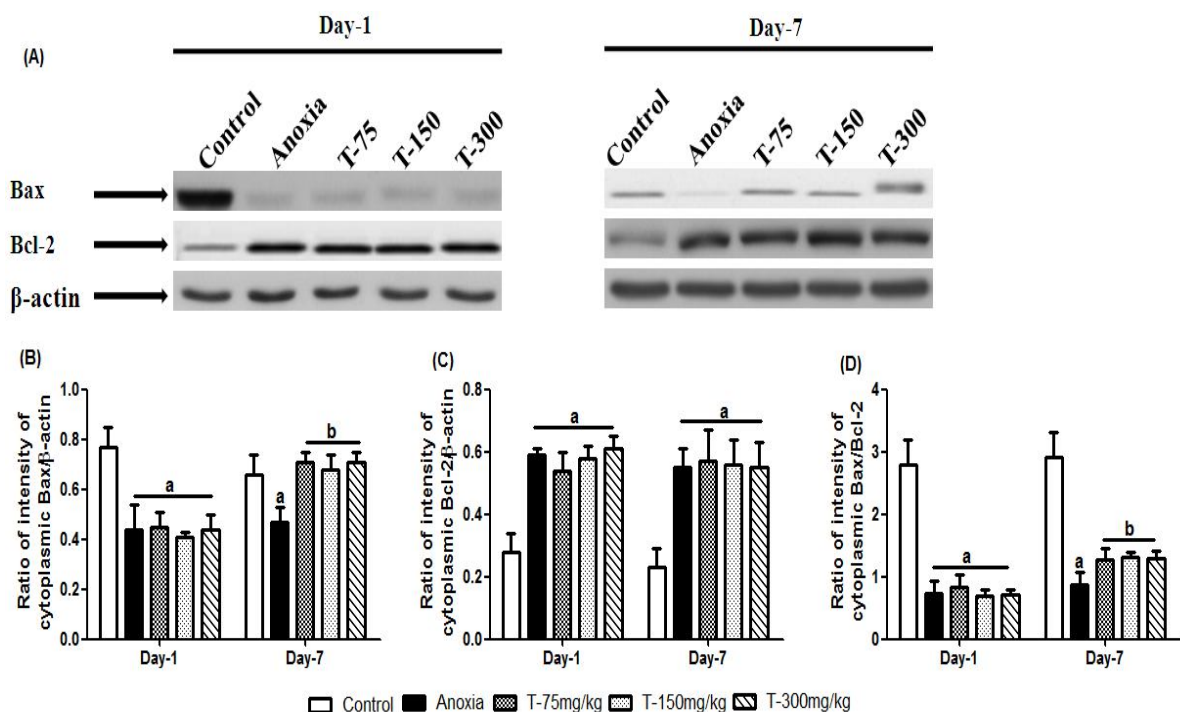 Day-1
Day-7
(A)
Control
Anoxia
T-75
T-150
T-300
Control
Anoxia
T-75
T-150
T-300
Bax
Bcl-2
β-actin
(B)
Ratio of intensity of
cytoplasmic Bax/β-actin
1.0
0.8
0.6
0.4
0.2
0.0
a
a
b
Day-1
Day-7
(C)
Ratio of intensity of
cytoplasmic Bcl-2/β-actin
0.8
0.6
0.4
0.2
0.0
a
a
Day-1
Day-7
(D)
Ratio of intensity of
cytoplasmic Bax/Bcl-2
4
3
2
1
0
a
a
b
Day-1
Day-7
Control Anoxia T-75mg/kg T-150mg/kg T-300mg/kg